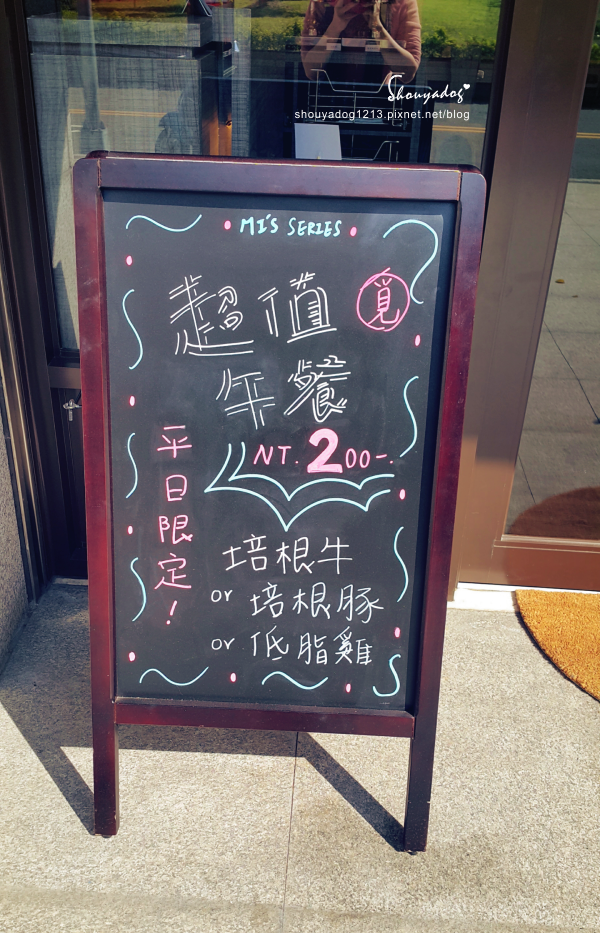 Shouyadog
shouyadog1213.pixnet.net/blog
MI'S SERIES
覓
超值
午餐
NT.200-.
平日限定!
培根牛
or 培根豚
or 低脂雞